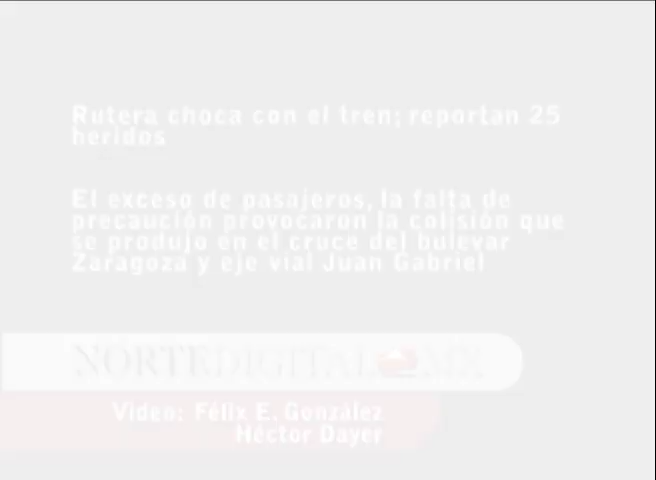 Rutera choca con el tren; reportan 25
heridos
El exceso de pasajeros, la falta de
precaución provocaron la colisión que
se produjo en el cruce del bulevar
Zaragoza y eje vial Juan Gabriel
NORTEDIGITAL MX
Video: Félix E. González
Héctor Dayer